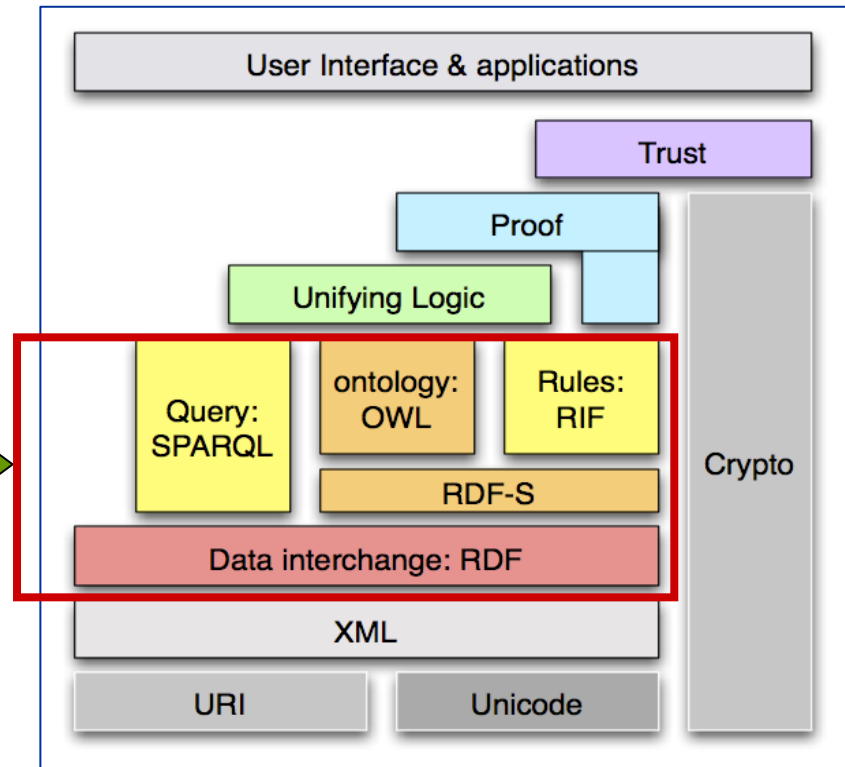 User Interface & applications
Trust
Proof
Unifying Logic
Query:
SPARQL
ontology:
OWL
Rules:
RIF
Crypto
RDF-S
Data interchange: RDF
XML
URI
Unicode